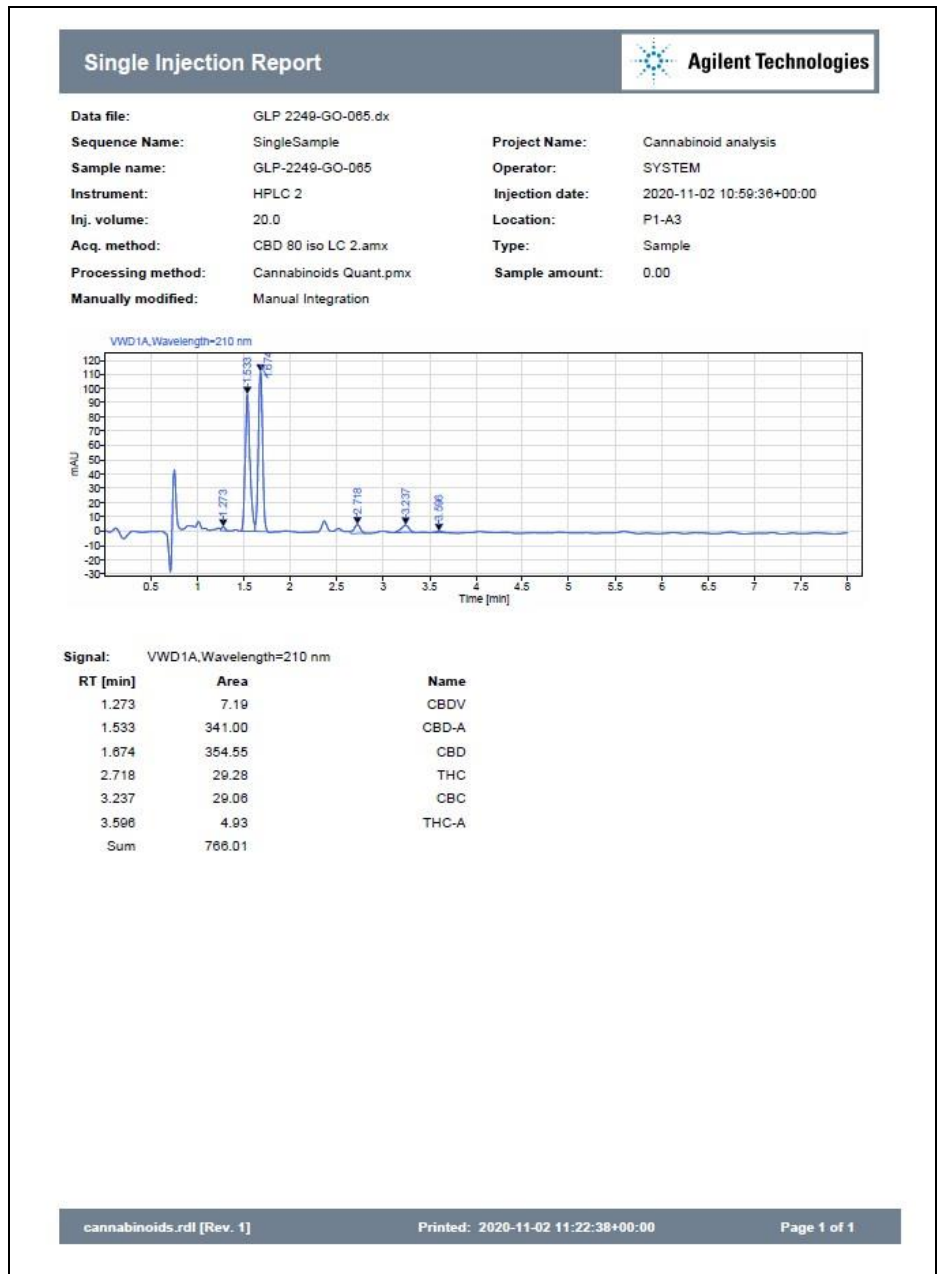 Single Injection Report
Agilent Technologies
Data file: GLP 2249-GO-065.dx
Sequence Name: SingleSample Project Name: Cannabinoid analysis
Sample name: GLP-2249-GO-065 Operator: SYSTEM
Instrument: HPLC 2 Injection date: 2020-11-02 10:59:36+00:00
Inj. volume: 20.0 Location: P1-A3
Acq. method: CBD 80 iso LC 2.amx Type: Sample
Processing method: Cannabinoids Quant.pmx Sample amount: 0.00
Manually modified: Manual Integration
VWD1A,Wavelength=210 nm
120
110
100
90
80
70
60
50
40
30
20
10
0
-10
-20
-30
mAU
1.273
1.533
1.674
2.718
3.237
3.596
0.5 1 1.5 2 2.5 3 3.5 4 4.5 5 5.5 6 6.5 7 7.5 8
Time [min]
Signal: VWD1A,Wavelength=210 nm
RT [min] Area Name
1.273 7.19 CBDV
1.533 341.00 CBD-A
1.674 354.55 CBD
2.718 29.28 THC
3.237 29.06 CBC
3.596 4.93 THC-A
Sum 766.01
cannabinoids.rdl [Rev. 1] Printed: 2020-11-02 11:22:38+00:00 Page 1 of 1